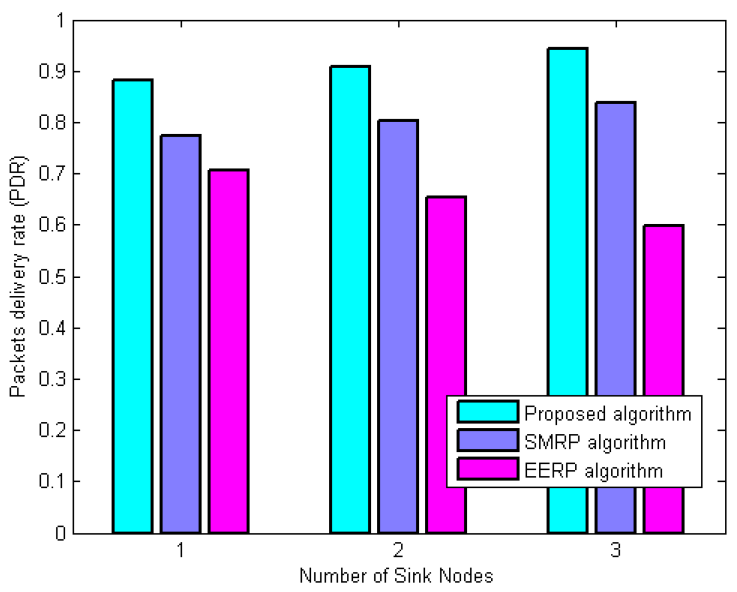 1
0.9
0.8
0.7
0.6
0.5
0.4
0.3
0.2
0.1
0
Packets delivery rate (PDR)
Proposed algorithm
SMRP algorithm
EERP algorithm
1 2 3
Number of Sink Nodes